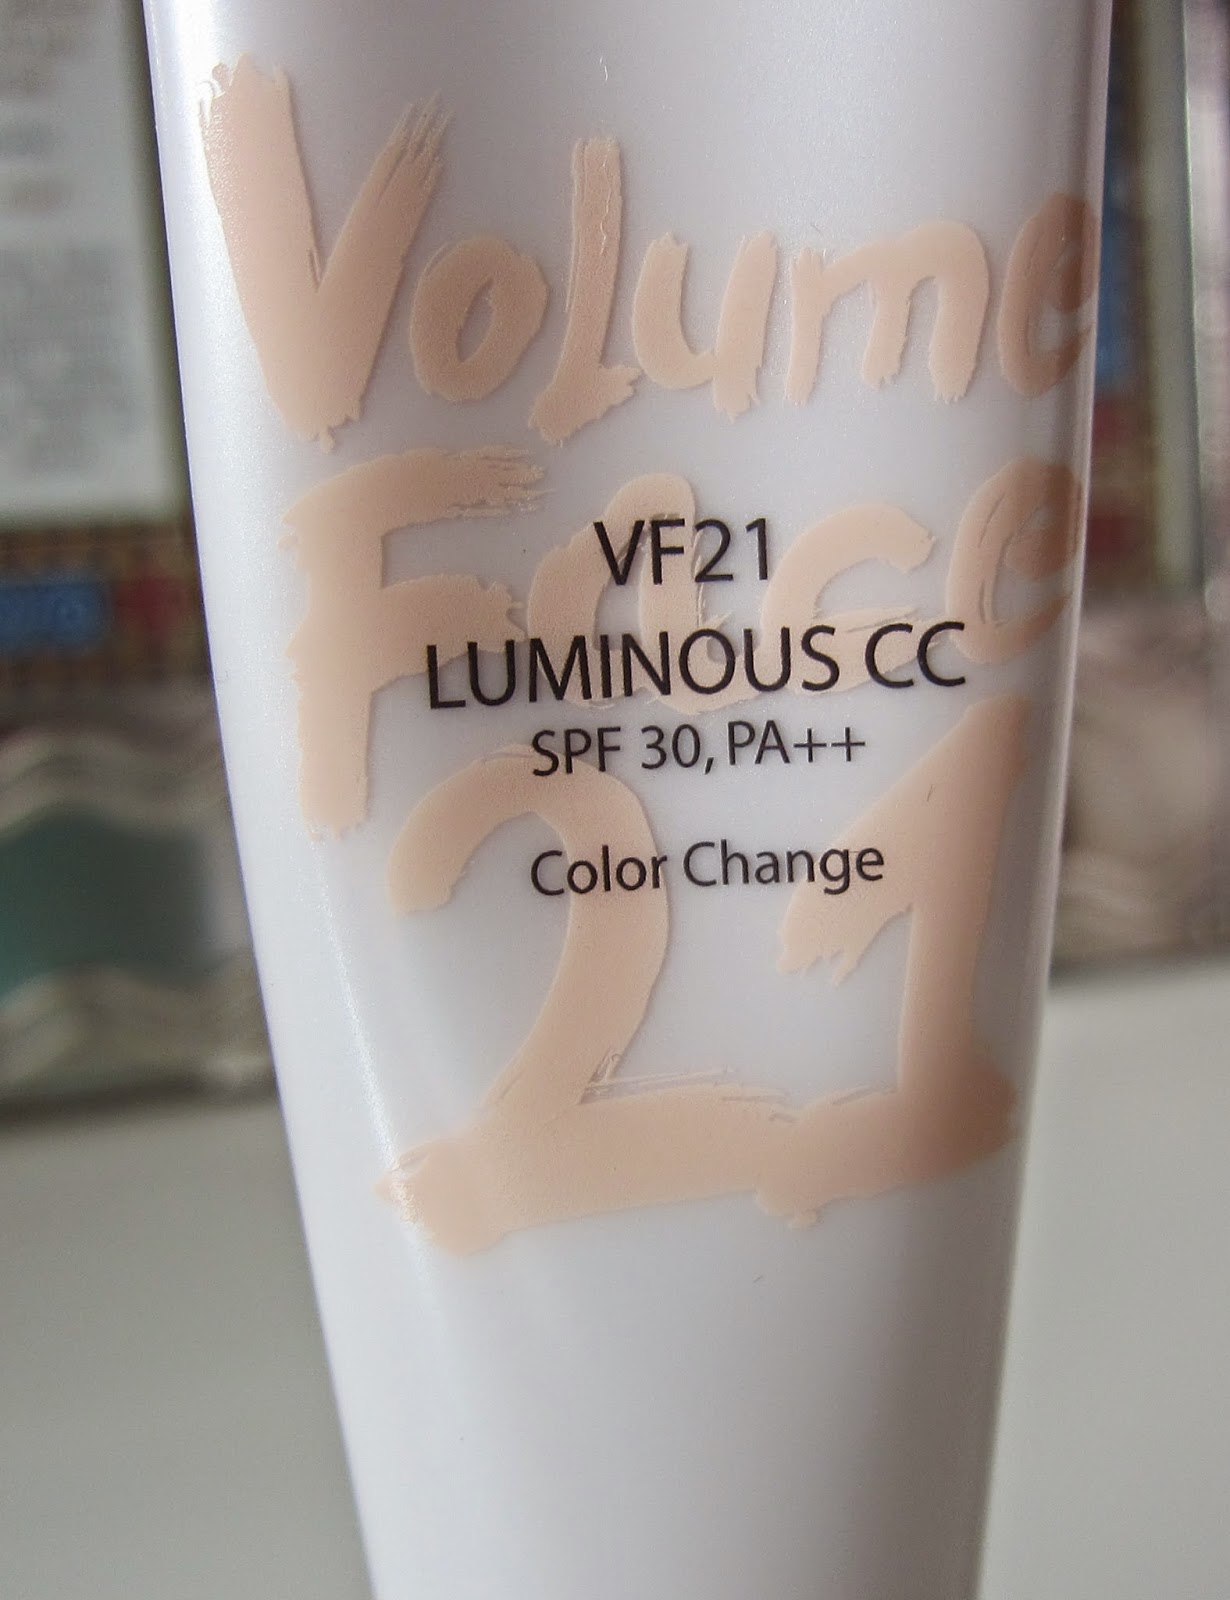 Volume
Face
21
VF21
LUMINOUS CC
SPF 30, PA++
Color Change